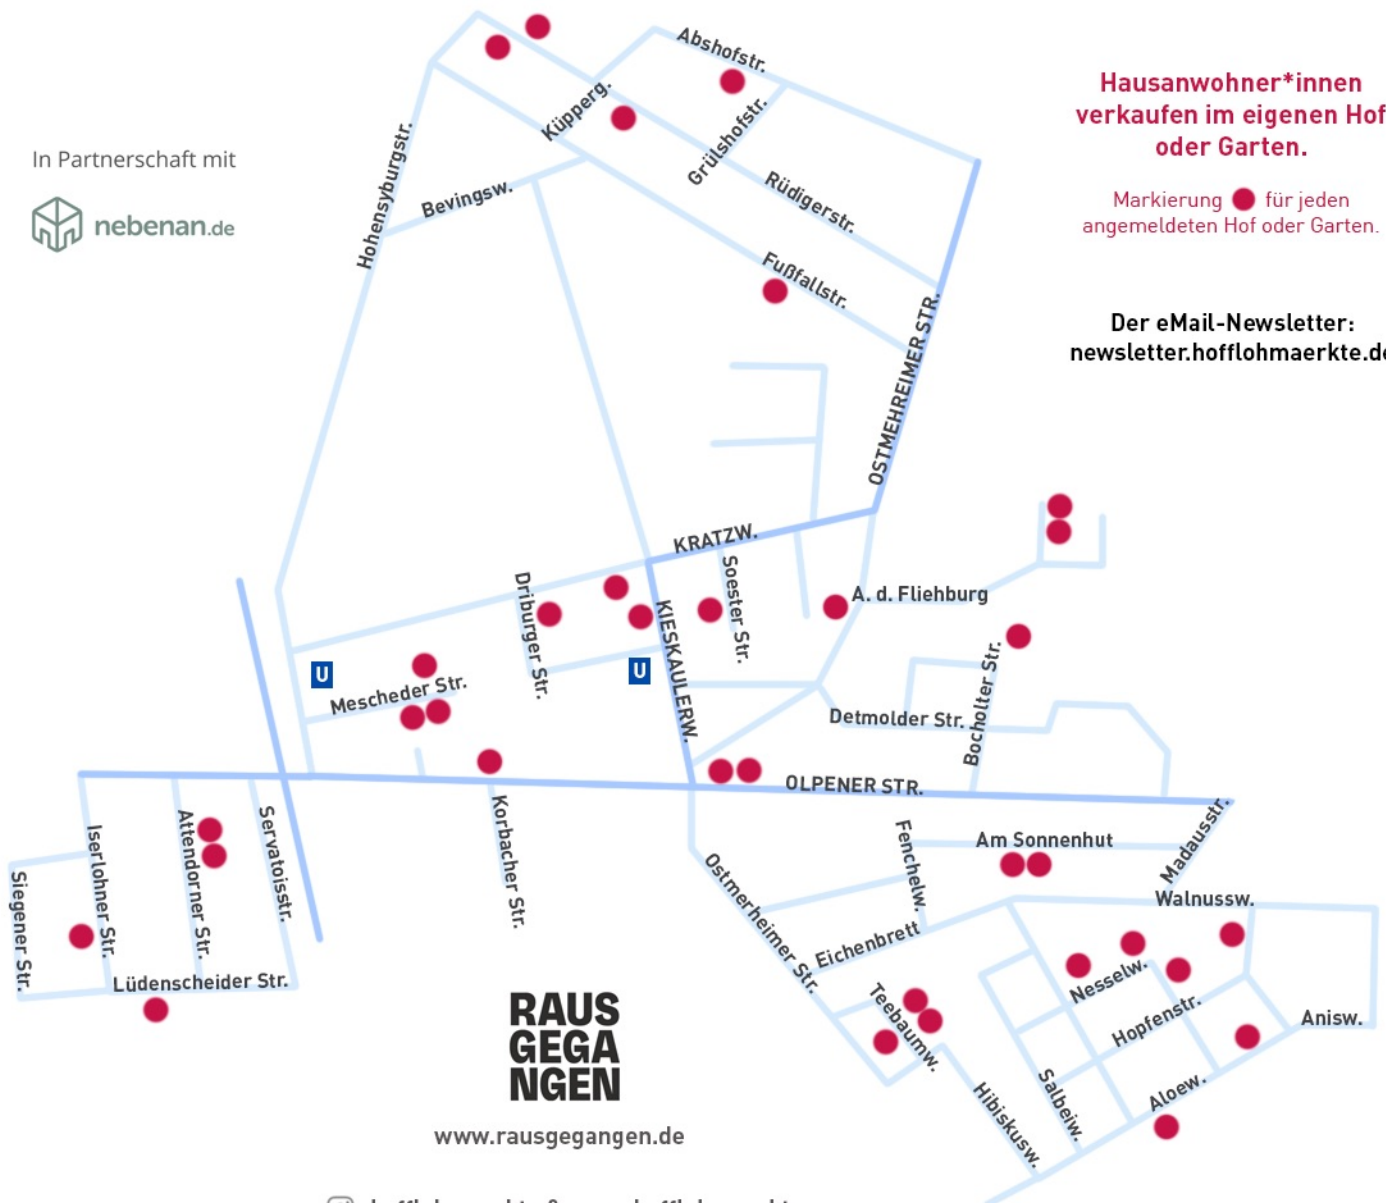 Abshofstr.
Küpperg.
Grülshofstr.
Hohensyburgstr.
Bevingsw.
Rüdigerstr.
Fußfallstr.
OSTMEHREIMER STR.
Hausanwohner*innen
verkaufen im eigenen Hof
oder Garten.
Markierung für jeden
angemeldeten Hof oder Garten.
Der eMail-Newsletter:
newsletter.hofflohmaerkte.de
In Partnerschaft mit
nebenan.de
KRATZW.
Soester Str.
Driburger Str.
KIESKAULERW.
A. d. Fliehburg
Bocholter Str.
U
U
Mescheder Str.
Detmolder Str.
OLPENER STR.
Iserlohner Str.
Attendorner Str.
Servatoisstr.
Siegener Str.
Lüdenscheider Str.
Korbacher Str.
Ostmerheimer Str.
Fenchelw.
Am Sonnenhut
Madausstr.
Walnussw.
Eichenbrett
Teebaumw.
Nesselw.
Hopfenstr.
Anisw.
Salbeiw.
Aloew.
Hibiskusw.
RAUS
GEGA
NGEN
www.rausgegangen.de